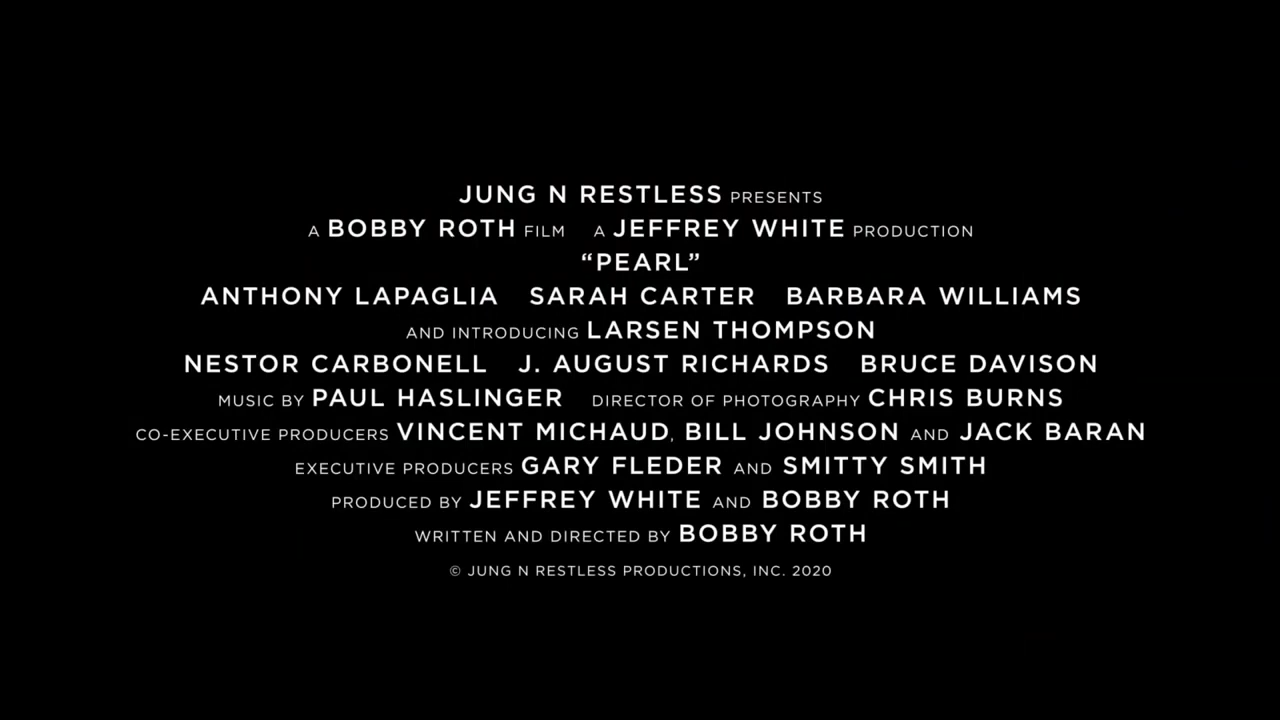 JUNG N RESTLESS PRESENTS
A BOBBY ROTH FILM A JEFFREY WHITE PRODUCTION
“PEARL”
ANTHONY LAPAGLIA SARAH CARTER BARBARA WILLIAMS
AND INTRODUCING LARSEN THOMPSON
NESTOR CARBONELL J. AUGUST RICHARDS BRUCE DAVISON
MUSIC BY PAUL HASLINGER DIRECTOR OF PHOTOGRAPHY CHRIS BURNS
CO-EXECUTIVE PRODUCERS VINCENT MICHAUD, BILL JOHNSON AND JACK BARAN
EXECUTIVE PRODUCERS GARY FLEDER AND SMITTY SMITH
PRODUCED BY JEFFREY WHITE AND BOBBY ROTH
WRITTEN AND DIRECTED BY BOBBY ROTH
© JUNG N RESTLESS PRODUCTIONS, INC. 2020